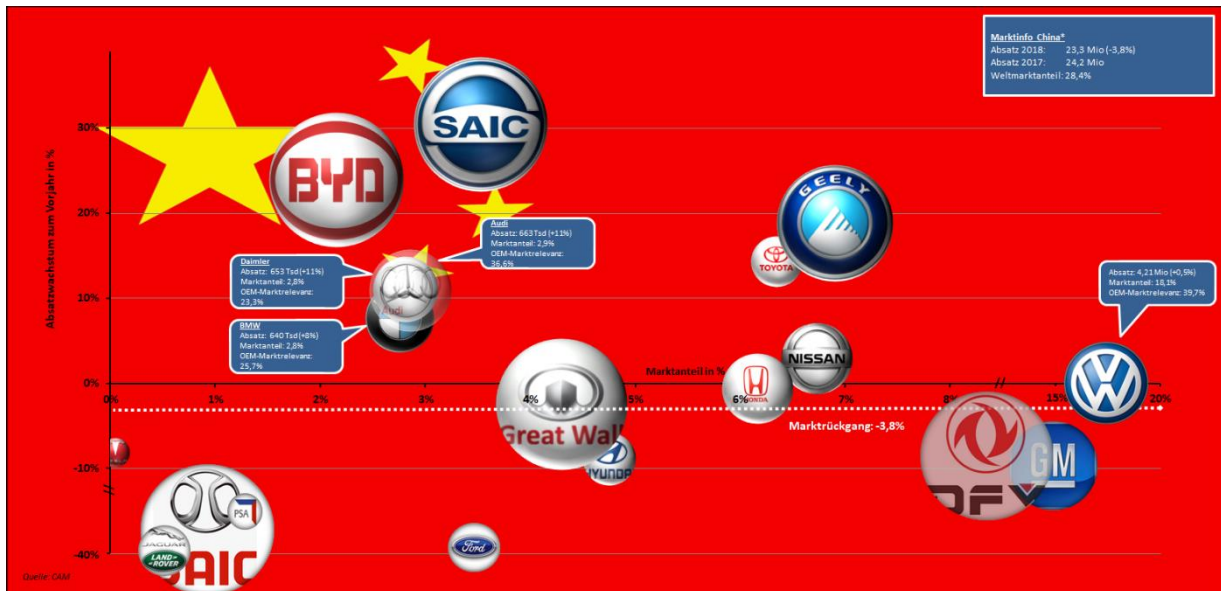 Marktinfo China*
Absatz 2018: 23,3 Mio (-3,8%)
Absatz 2017: 24,2 Mio
Weltmarktanteil: 28,4%
Absatzwachstum zum Vorjahr in %
30%
20%
10%
0%
-10%
-40%
SAIC
BYD
GEELY
TOYOTA
Audi
Absatz: 663 Tsd (+11%)
Marktanteil: 2,9%
OEM-Marktrelevanz:
36,6%
Daimler
Absatz: 653 Tsd (+11%)
Marktanteil: 2,8%
OEM-Marktrelevanz:
23,3%
Audi
BMW
Absatz: 640 Tsd (+8%)
Marktanteil: 2,8%
OEM-Marktrelevanz:
25,7%
Absatz: 4,21 Mio (+0,5%)
Marktanteil: 18,1%
OEM-Marktrelevanz: 39,7%
NISSAN
Marktanteil in %
0% 1% 2% 3% 4% 5% 6% 7% 8% 15% 20%
HONDA
VW
Great Wall
Marktrückgang: -3,8%
HYUNDAI
GM
DFM
PSA
JAGUAR
LAND-
ROVER
BAIC
Ford
Quelle: CAM